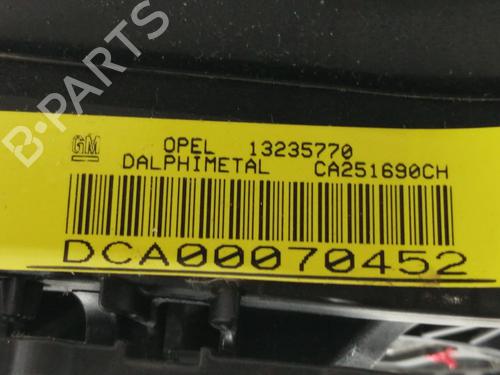 B-PARTS
GM OPEL 13235770
DALPHIMETAL CA251690CH
DCA00070452